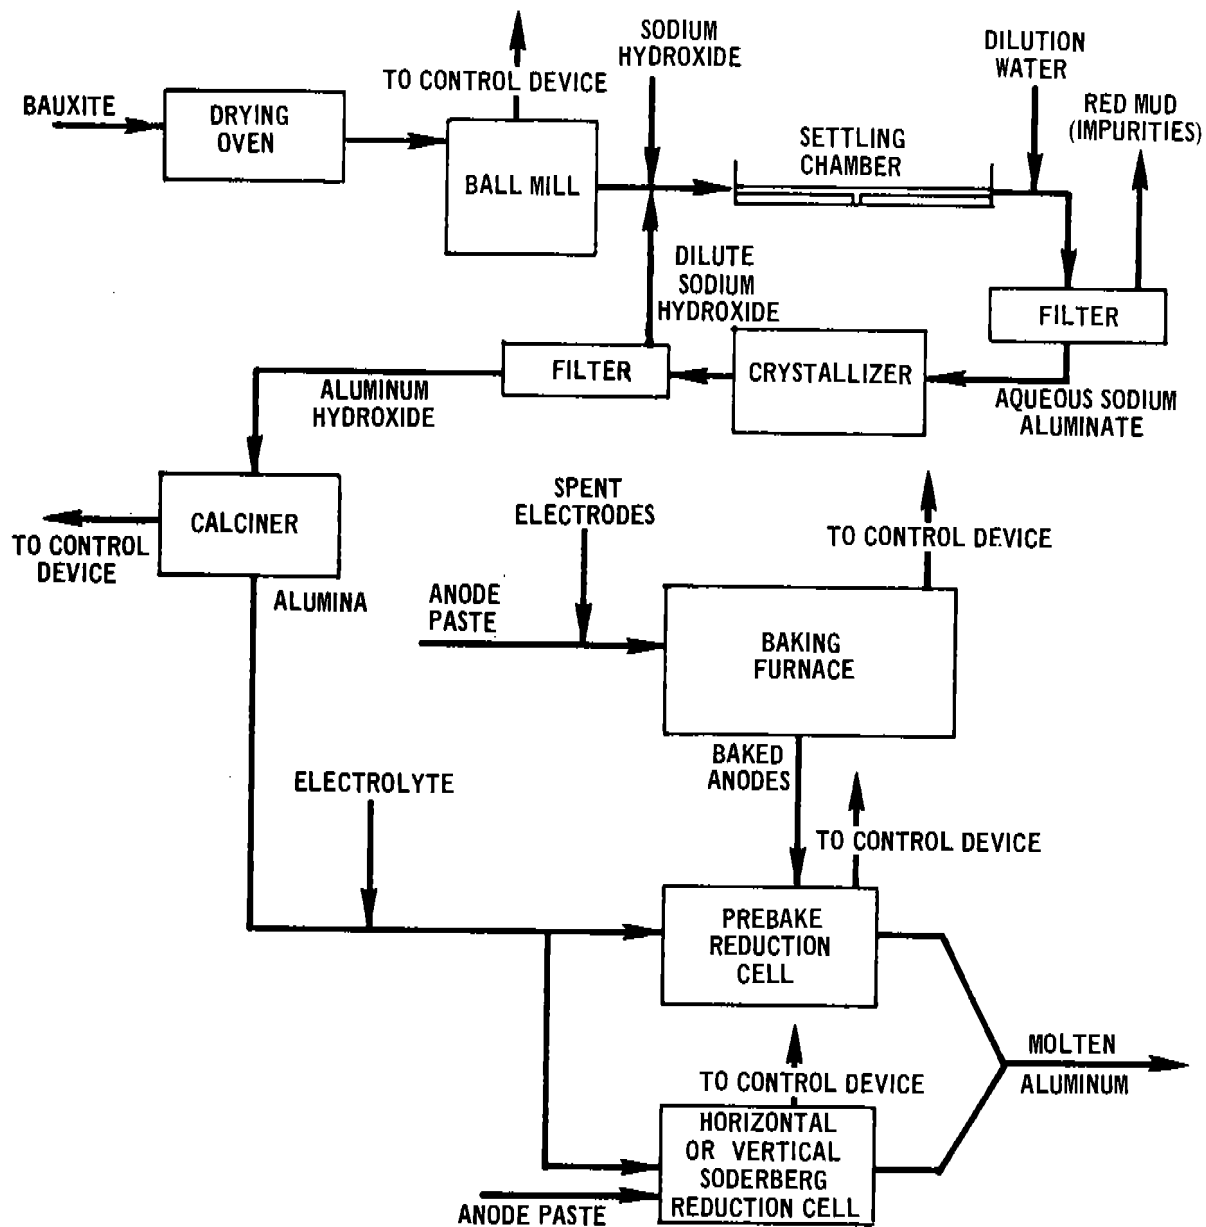 SODIUM
HYDROXIDE
DILUTION
WATER
TO CONTROL DEVICE
BAUXITE
DRYING
OVEN
RED MUD
(IMPURITIES)
SETTLING
CHAMBER
BALL MILL
DILUTE
SODIUM
HYDROXIDE
FILTER
FILTER
CRYSTALLIZER
ALUMINUM
HYDROXIDE
AQUEOUS SODIUM
ALUMINATE
SPENT
ELECTRODES
CALCINER
TO CONTROL
DEVICE
TO CONTROL DEVICE
ALUMINA
ANODE
PASTE
BAKING
FURNACE
BAKED
ANODES
ELECTROLYTE
TO CONTROL DEVICE
PREBAKE
REDUCTION
CELL
MOLTEN
ALUMINUM
TO CONTROL DEVICE
HORIZONTAL
OR VERTICAL
SODERBERG
REDUCTION CELL
ANODE PASTE